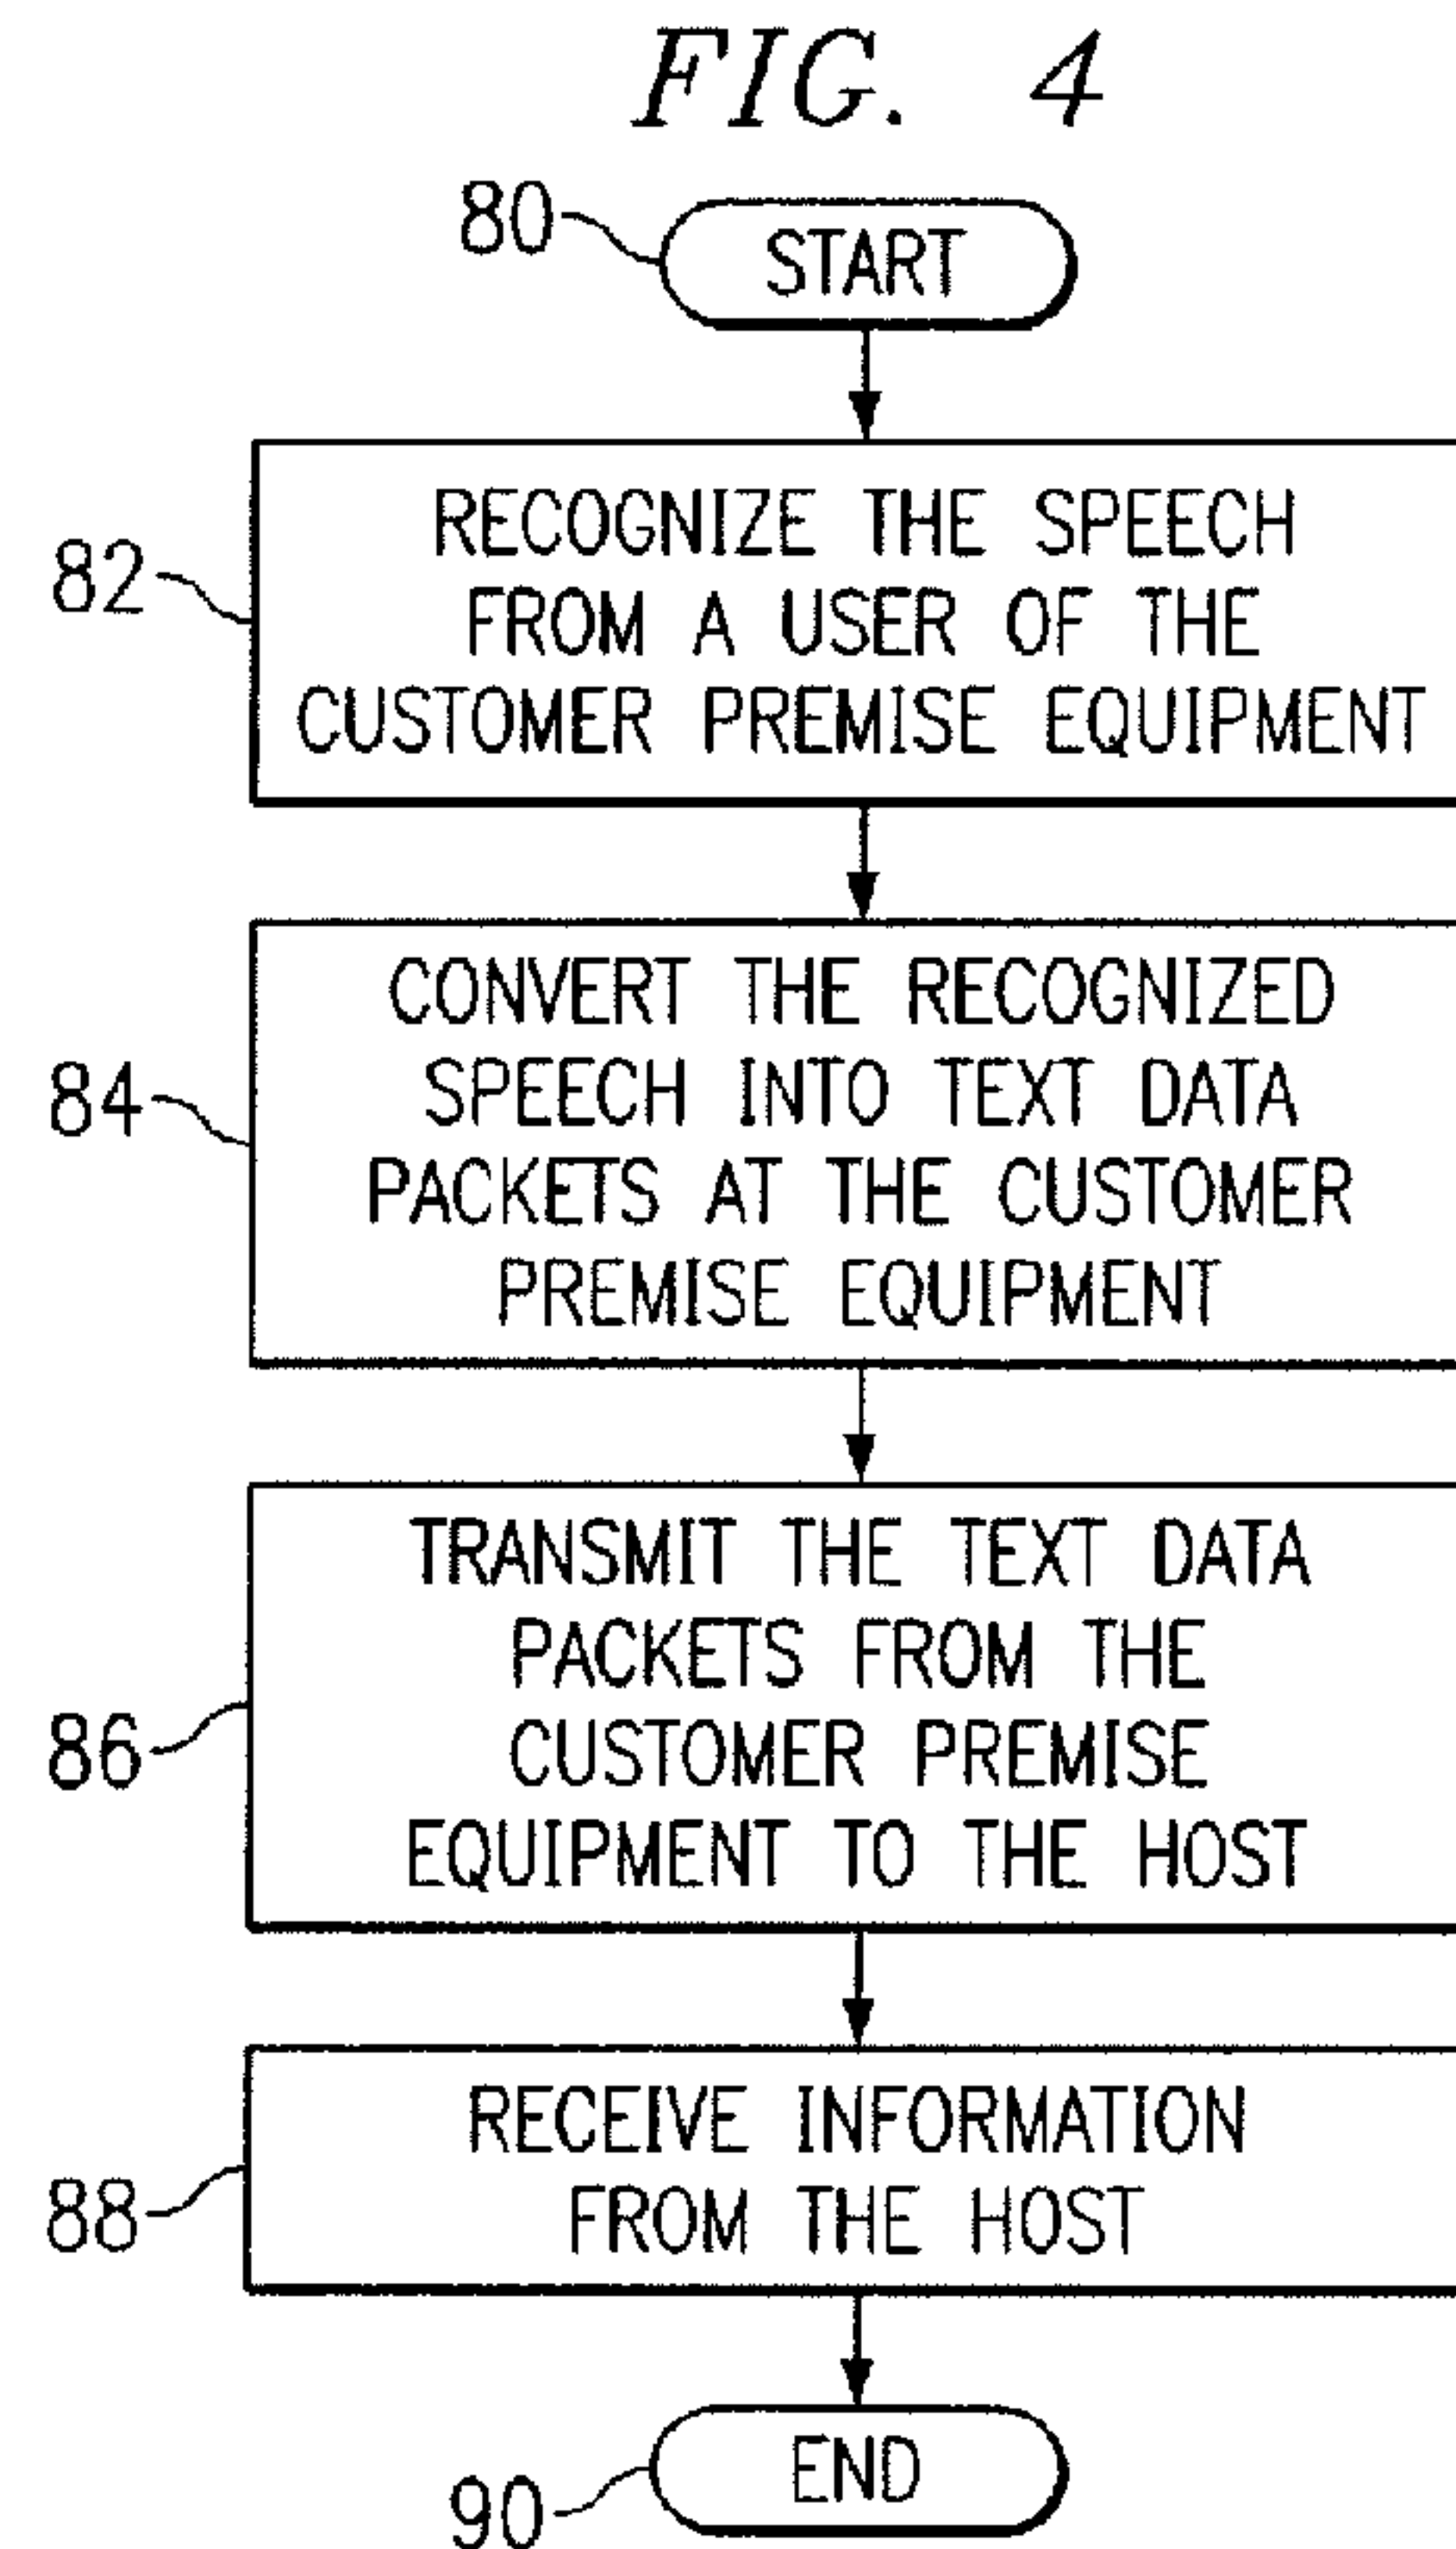 FIG. 4
80
START
82
RECOGNIZE THE SPEECH
FROM A USER OF THE
CUSTOMER PREMISE EQUIPMENT
84
CONVERT THE RECOGNIZED
SPEECH INTO TEXT DATA
PACKETS AT THE CUSTOMER
PREMISE EQUIPMENT
86
TRANSMIT THE TEXT DATA
PACKETS FROM THE
CUSTOMER PREMISE
EQUIPMENT TO THE HOST
88
RECEIVE INFORMATION
FROM THE HOST
90
END